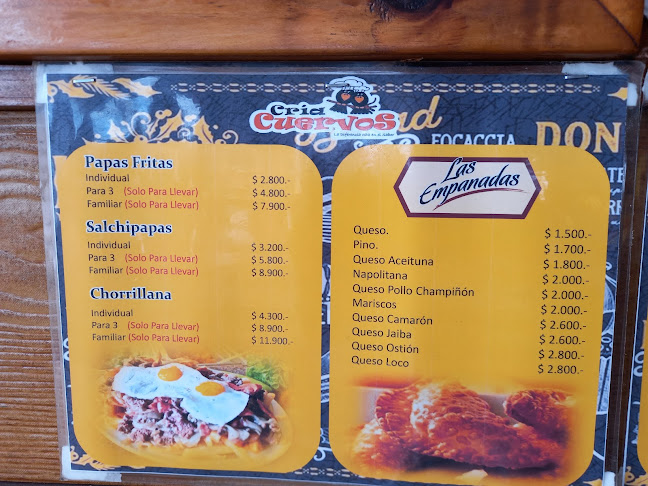 Cria Cuervos
FOCACCIA
DON
Papas Fritas
Individual $ 2.800.-
Para 3 (Solo Para Llevar) $ 4.800.-
Familiar (Solo Para Llevar) $ 7.900.-
Salchipapas
Individual $ 3.200.-
Para 3 (Solo Para Llevar) $ 5.800.-
Familiar (Solo Para Llevar) $ 8.900.-
Chorrillana
Individual $ 4.300.-
Para 3 (Solo Para Llevar) $ 8.900.-
Familiar (Solo Para Llevar) $ 11.900.-
Las
Empanadas
Queso. $ 1.500.-
Pino. $ 1.700.-
Queso Aceituna $ 1.800.-
Napolitana $ 2.000.-
Queso Pollo Champiñón $ 2.000.-
Mariscos $ 2.000.-
Queso Camarón $ 2.600.-
Queso Jaiba $ 2.600.-
Queso Ostión $ 2.800.-
Queso Loco $ 2.800.-